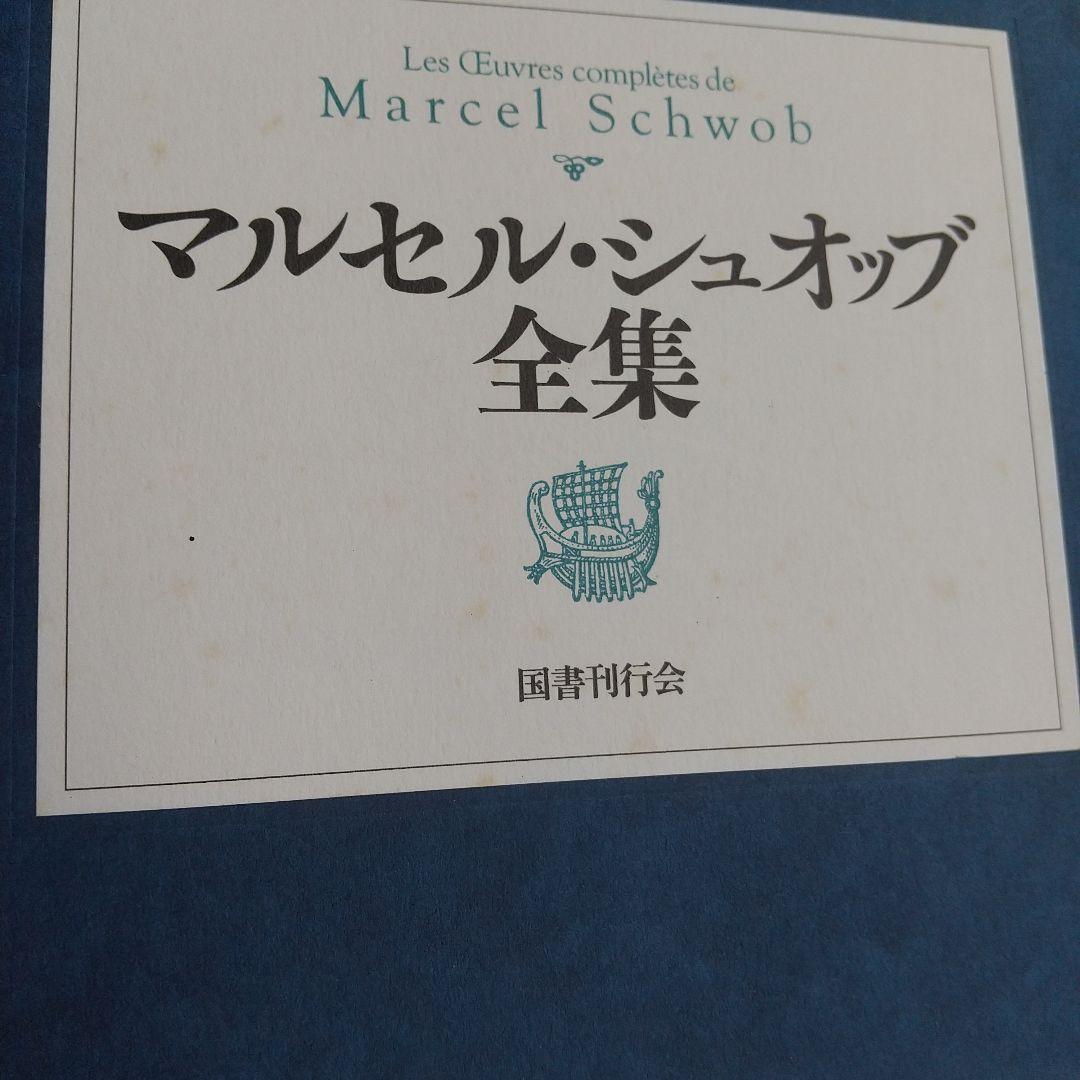 Les Œuvres complètes de
Marcel Schwob
マルセル・シュオッブ
全集
国書刊行会